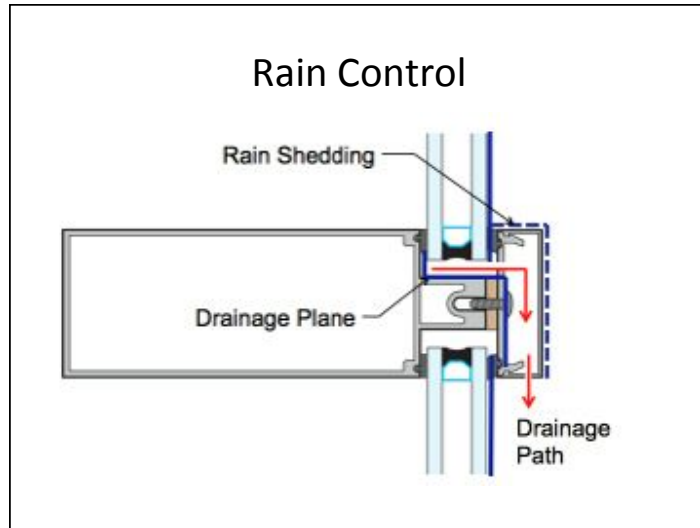 Rain Control
Rain Shedding
Drainage Plane
Drainage
Path